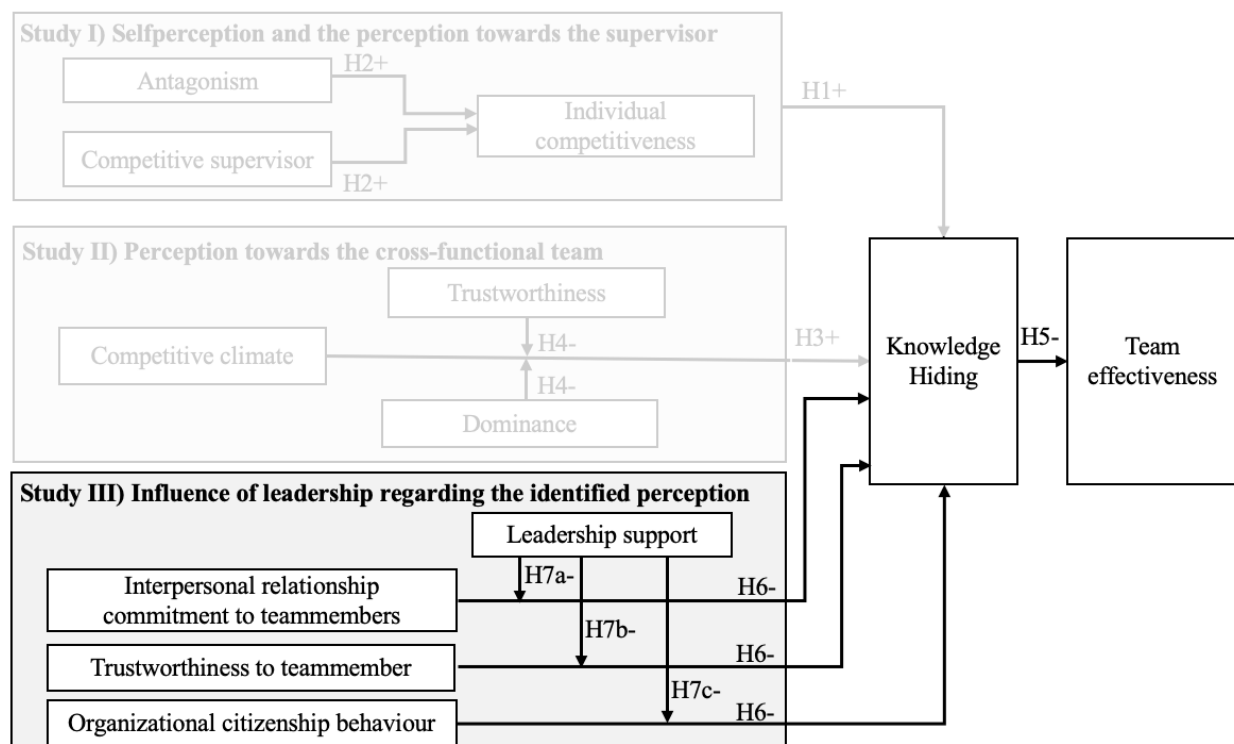 Study I) Selfperception and the perception towards the supervisor
H2+
Antagonism
Individual
competitiveness
H1+
Competitive supervisor
H2+
Study II) Perception towards the cross-functional team
Trustworthiness
H4-
Competitive climate
H3+
H4-
Dominance
Knowledge
Hiding
H5-
Team
effectiveness
Study III) Influence of leadership regarding the identified perception
Leadership support
H7a-
Interpersonal relationship
commitment to teammembers
H6-
H7b-
Trustworthiness to teammember
H6-
H7c-
Organizational citizenship behaviour
H6-